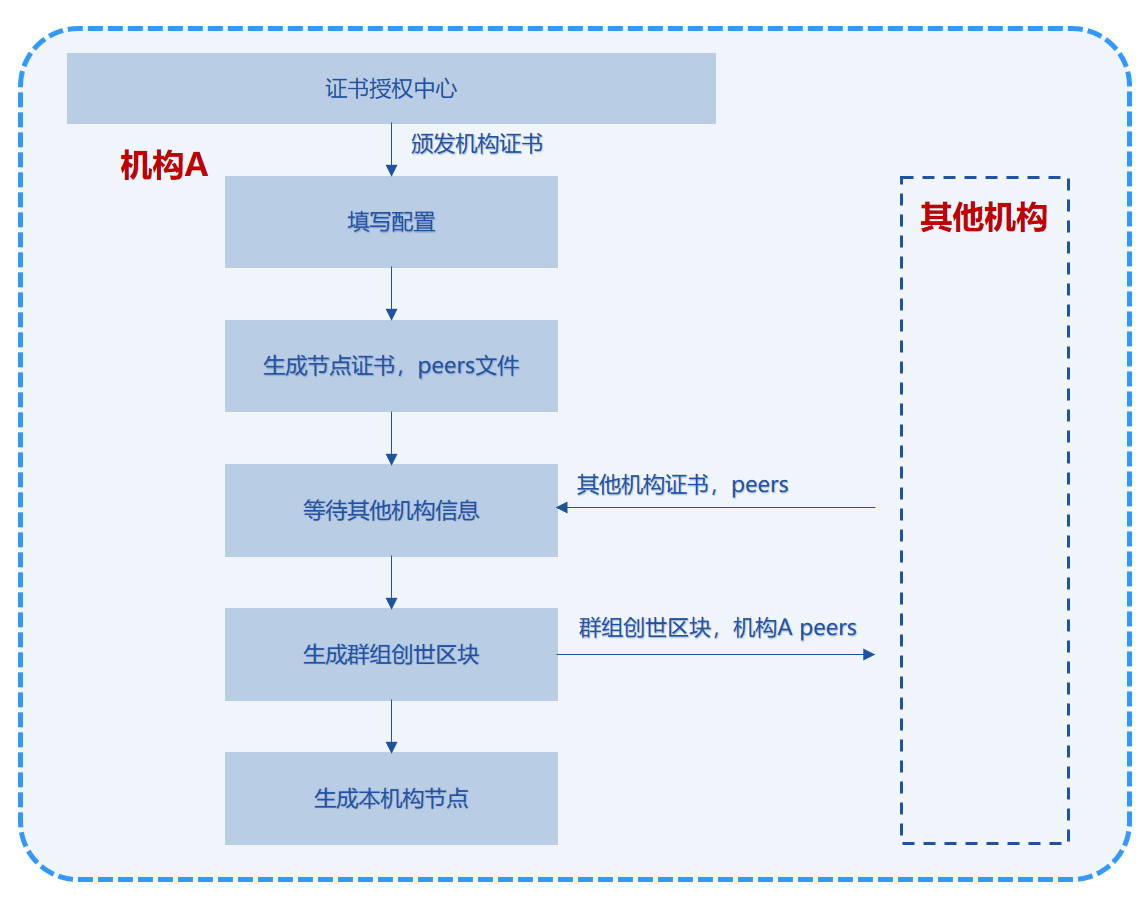 证书授权中心
颁发机构证书
机构A
填写配置
其他机构
生成节点证书，peers文件
其他机构证书，peers
等待其他机构信息
群组创世区块，机构A peers
生成群组创世区块
生成本机构节点